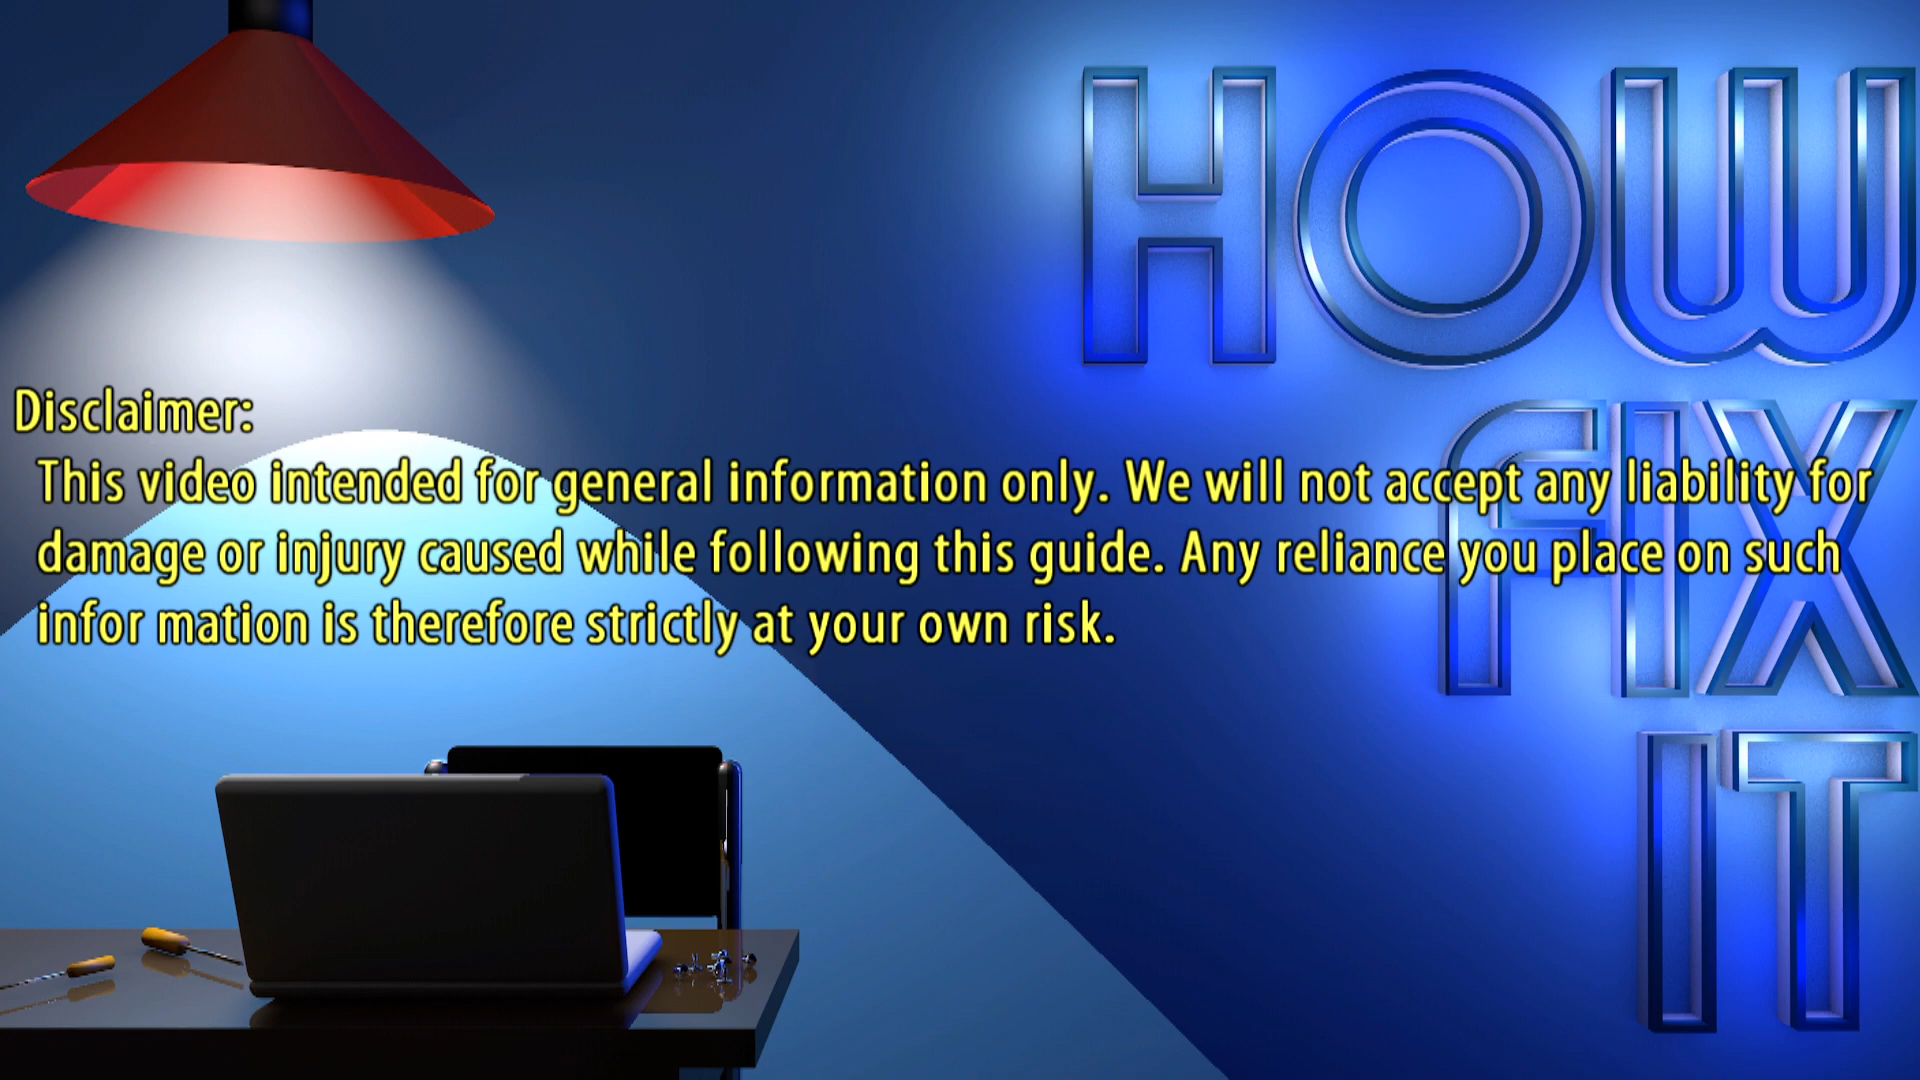 HOW
FIX
IT
Disclaimer:
This video intended for general information only. We will not accept any liability for
damage or injury caused while following this guide. Any reliance you place on such
infor mation is therefore strictly at your own risk.